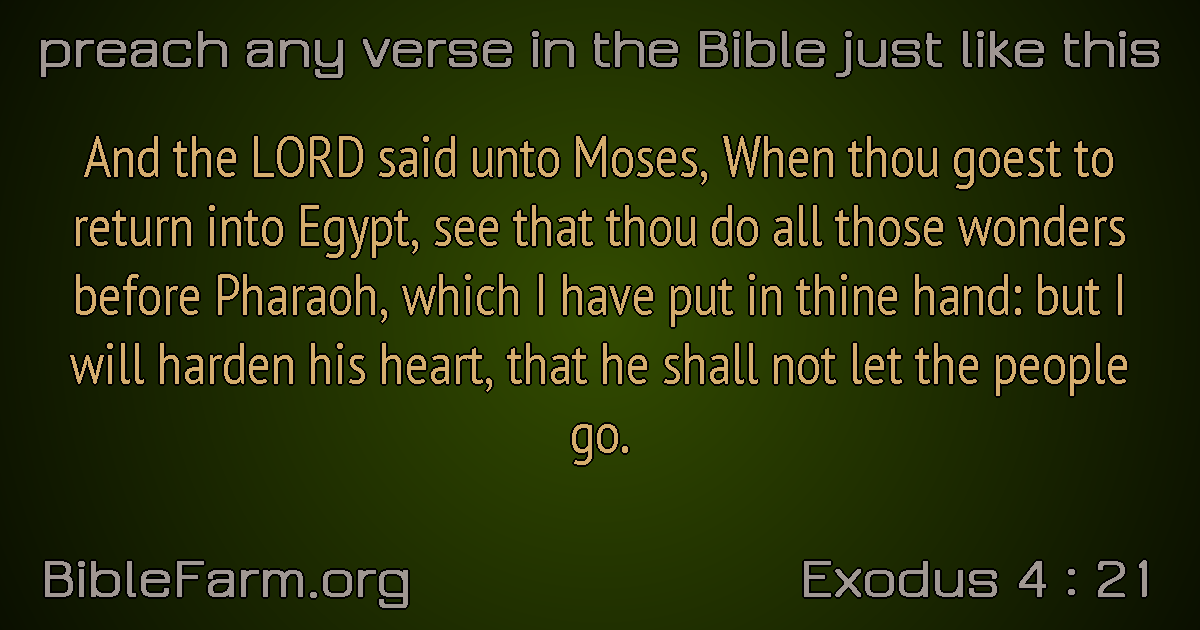 preach any verse in the Bible just like this
And the LORD said unto Moses, When thou goest to
return into Egypt, see that thou do all those wonders
before Pharaoh, which I have put in thine hand: but I
will harden his heart, that he shall not let the people
go.
BibleFarm.org
Exodus 4 : 21